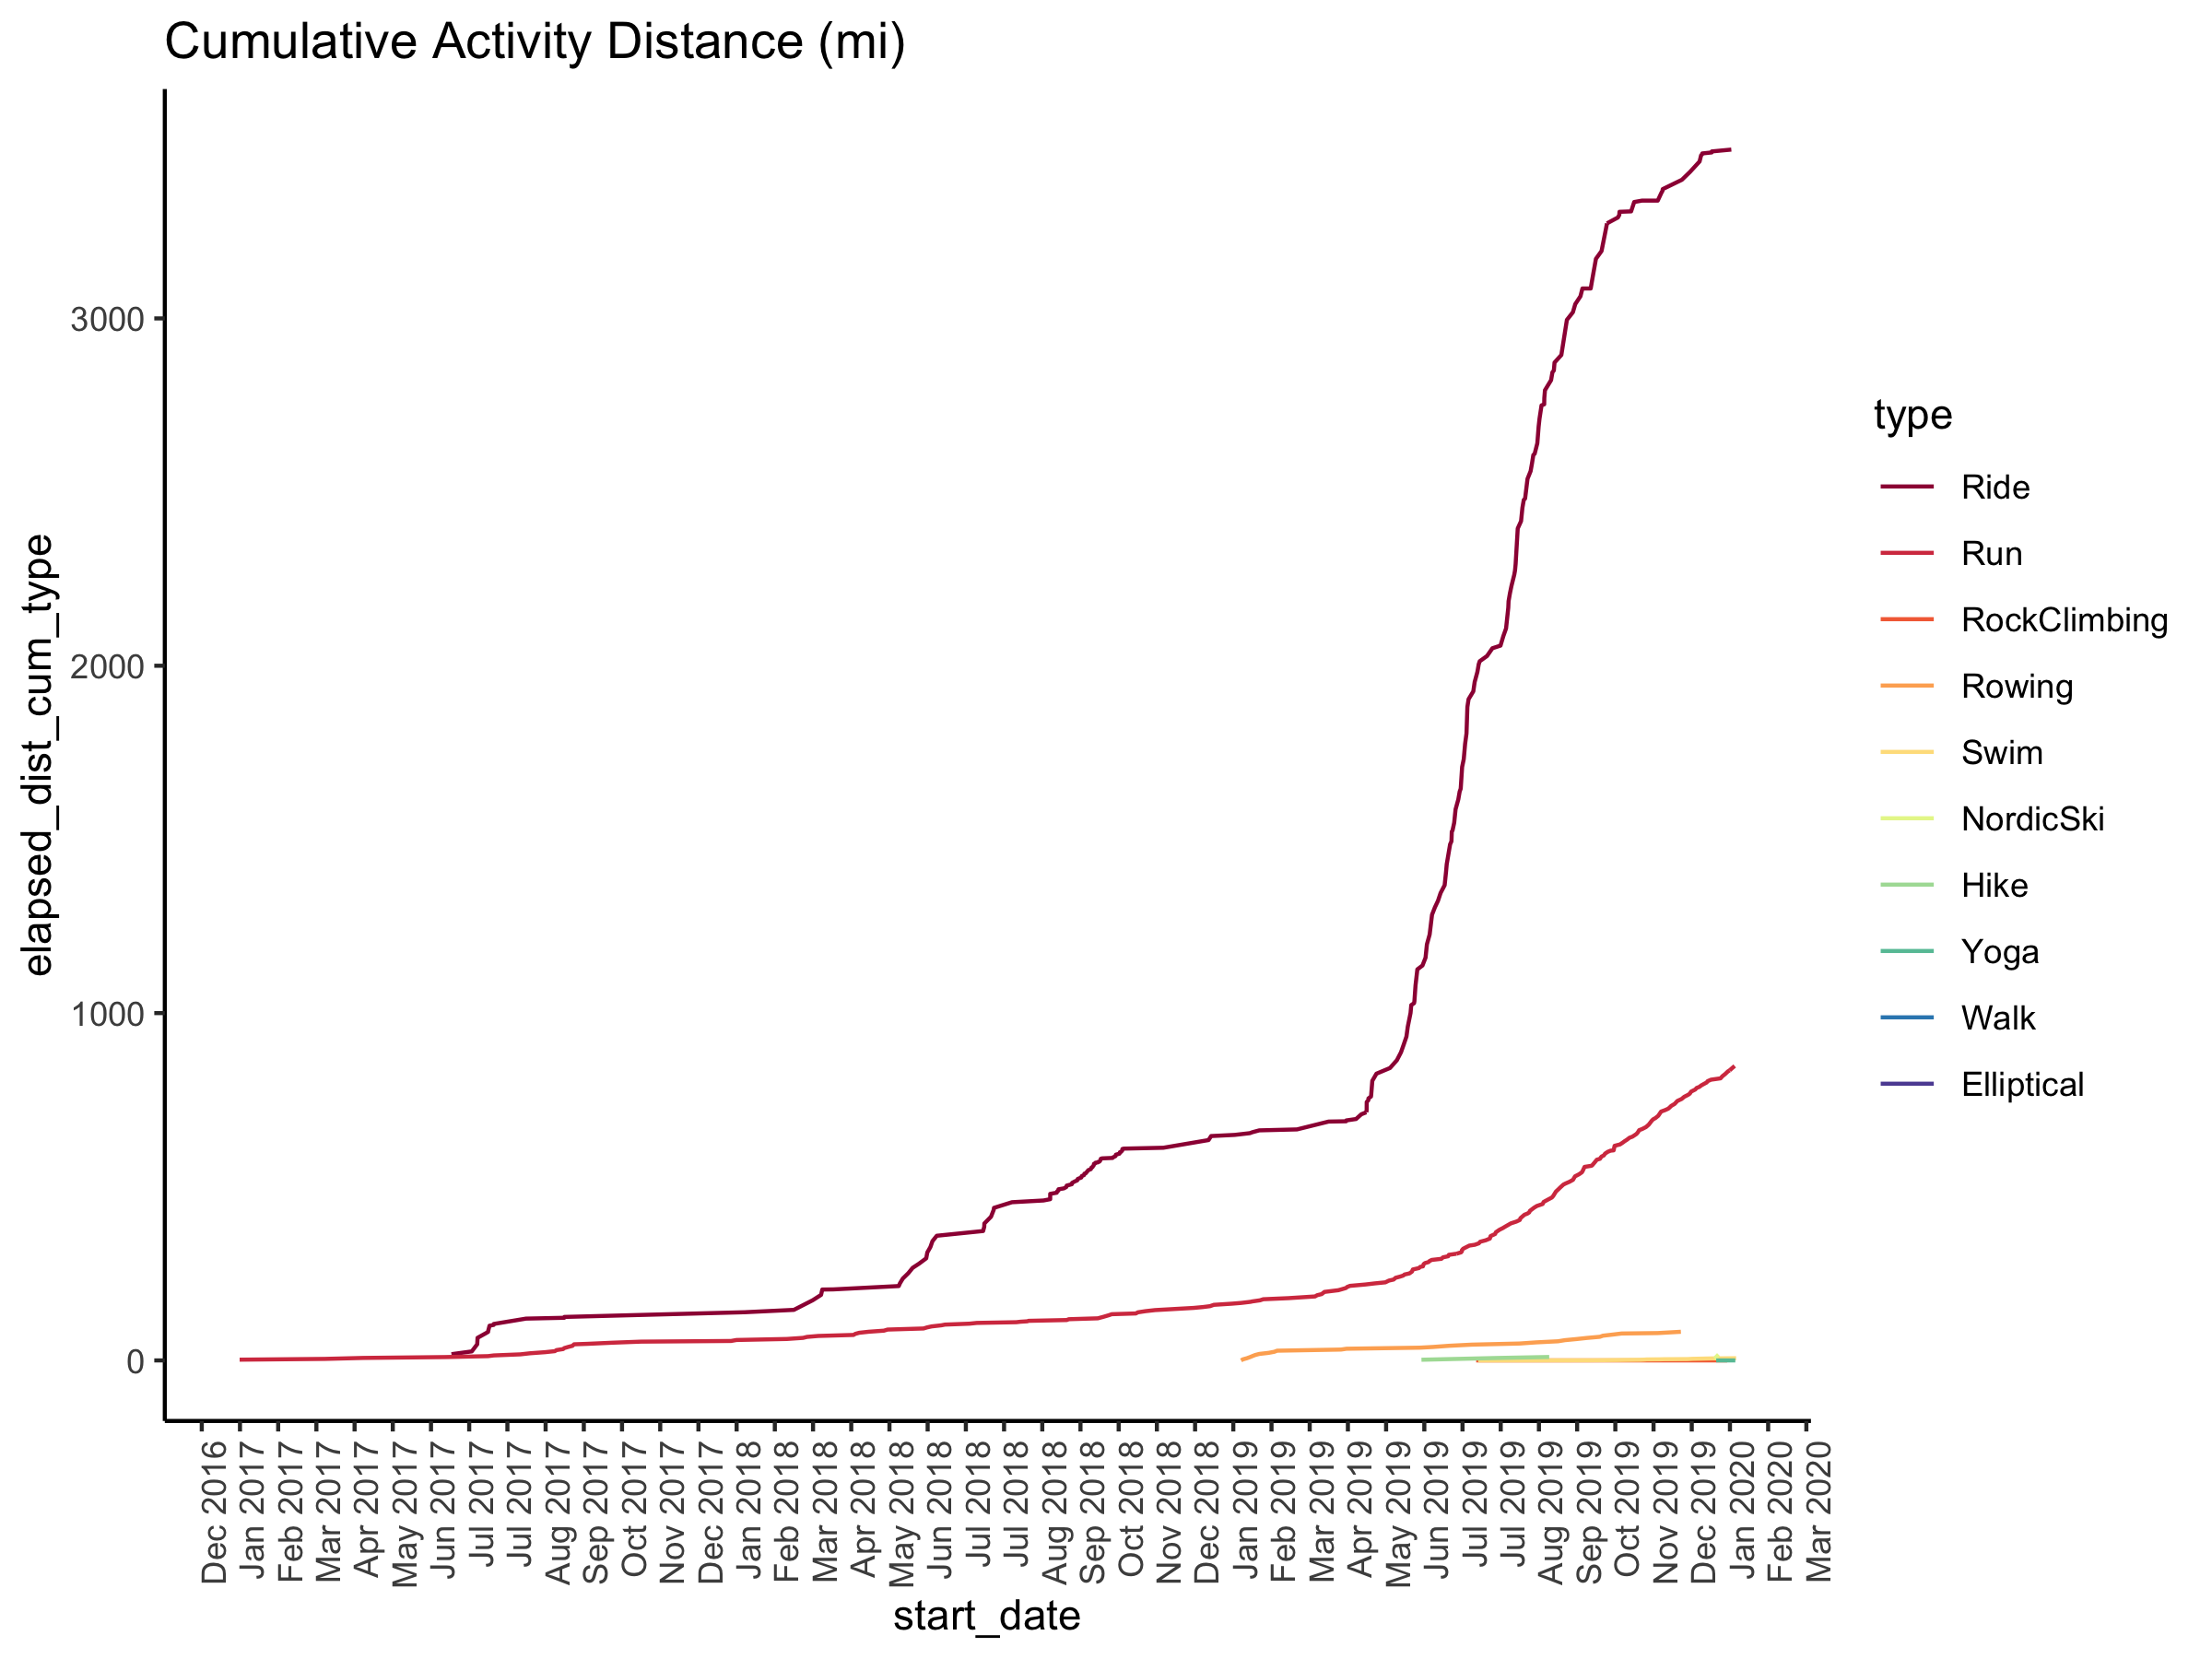 Cumulative Activity Distance (mi)
elapsed_dist_cum_type
3000
2000
1000
0
Dec 2016
Jan 2017
Feb 2017
Mar 2017
Apr 2017
May 2017
Jun 2017
Jul 2017
Jul 2017
Aug 2017
Sep 2017
Oct 2017
Nov 2017
Dec 2017
Jan 2018
Feb 2018
Mar 2018
Apr 2018
May 2018
Jun 2018
Jul 2018
Jul 2018
Aug 2018
Sep 2018
Oct 2018
Nov 2018
Dec 2018
Jan 2019
Feb 2019
Mar 2019
Apr 2019
May 2019
Jun 2019
Jul 2019
Jul 2019
Aug 2019
Sep 2019
Oct 2019
Nov 2019
Dec 2019
Jan 2020
Feb 2020
Mar 2020
start_date
type
Ride
Run
RockClimbing
Rowing
Swim
NordicSki
Hike
Yoga
Walk
Elliptical